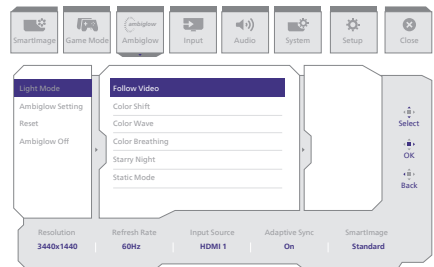 SmartImage
Game Mode
ambiglow
Ambiglow
Input
Audio
System
Setup
Close
Light Mode
Ambiglow Setting
Reset
Ambiglow Off
Follow Video
Color Shift
Color Wave
Color Breathing
Starry Night
Static Mode
Select
OK
Back
Resolution Refresh Rate Input Source Adaptive Sync SmartImage
3440x1440 60Hz HDMI 1 On Standard